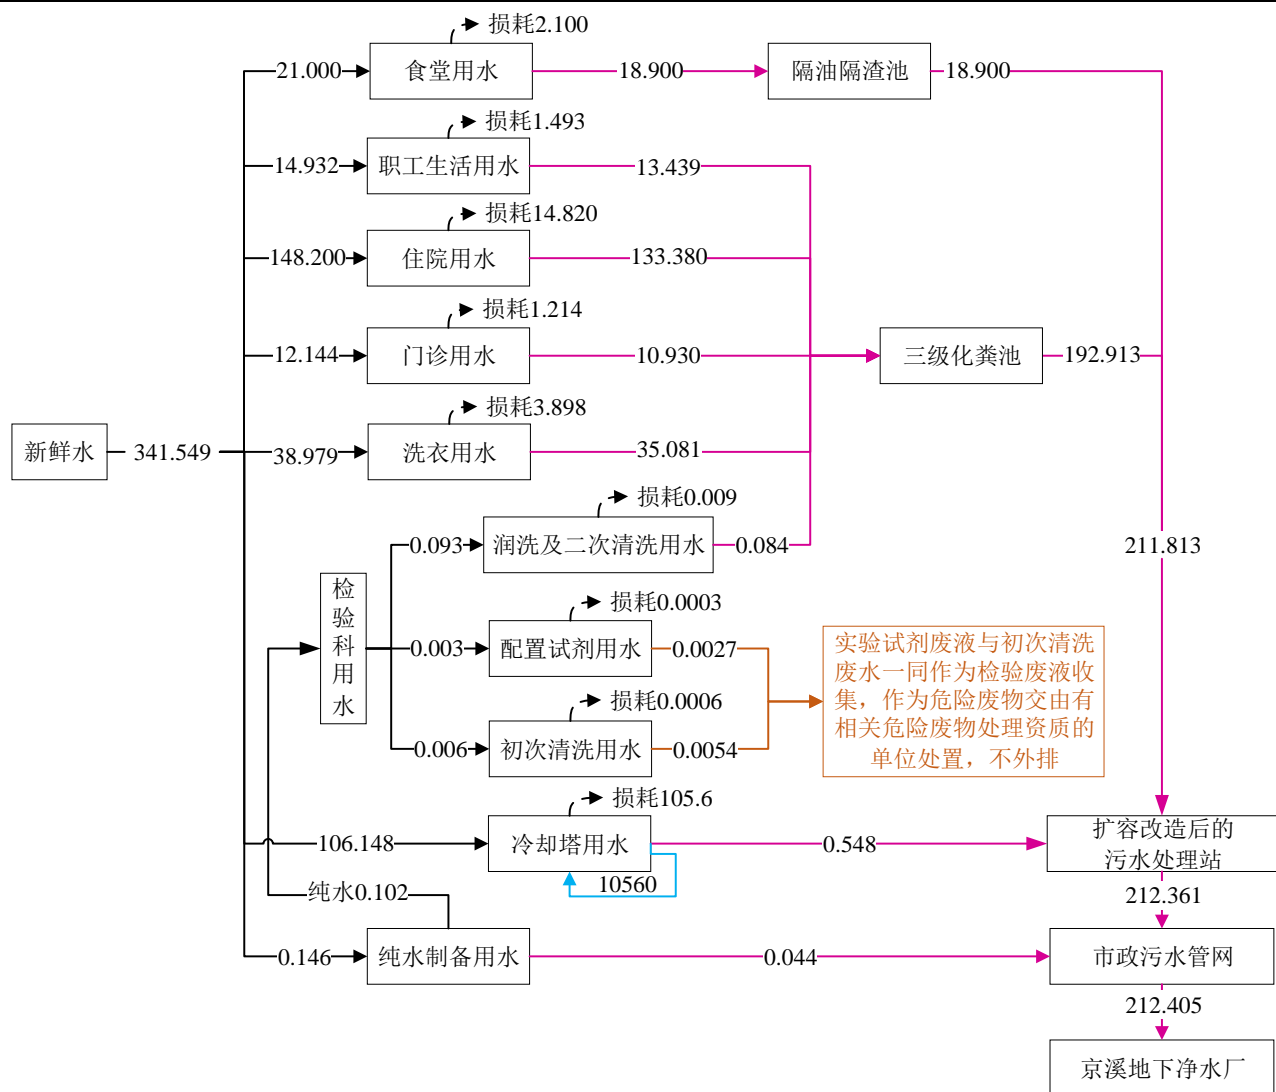 损耗2.100
21.000
食堂用水
18.900
隔油隔渣池
18.900
损耗1.493
14.932
职工生活用水
13.439
损耗14.820
148.200
住院用水
133.380
损耗1.214
12.144
门诊用水
10.930
三级化粪池
192.913
损耗3.898
新鲜水
341.549
38.979
洗衣用水
35.081
损耗0.009
0.093
润洗及二次清洗用水
0.084
211.813
检
验
科
用
水
损耗0.0003
0.003
配置试剂用水
0.0027
实验试剂废液与初次清洗
废水一同作为检验废液收
集，作为危险废物交由有
相关危险废物处理资质的
单位处置，不外排
损耗0.0006
0.006
初次清洗用水
0.0054
损耗105.6
106.148
冷却塔用水
0.548
扩容改造后的
污水处理站
10560
纯水0.102
212.361
0.146
纯水制备用水
0.044
市政污水管网
212.405
京溪地下净水厂